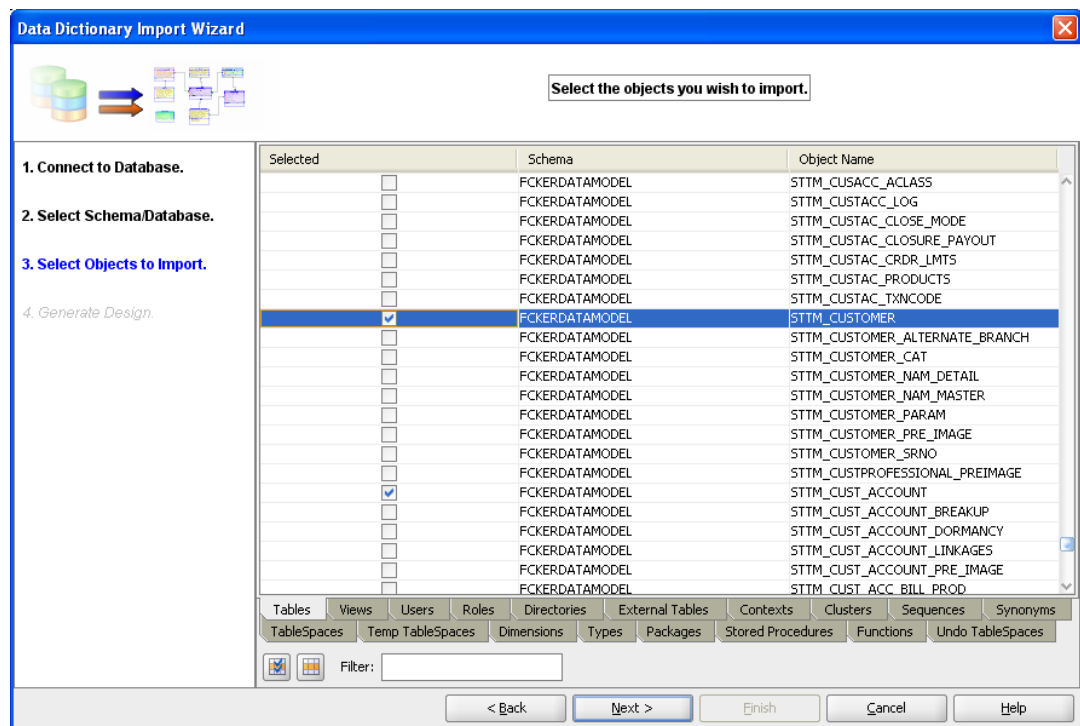 Data Dictionary Import Wizard
Select the objects you wish to import.
1. Connect to Database.
2. Select Schema/Database.
3. Select Objects to Import.
4. Generate Design.
Selected Schema Object Name
FCKERDATAMODEL STTM_CUSACC_ACLASS
FCKERDATAMODEL STTM_CUSTACC_LOG
FCKERDATAMODEL STTM_CUSTAC_CLOSE_MODE
FCKERDATAMODEL STTM_CUSTAC_CLOSURE_PAYOUT
FCKERDATAMODEL STTM_CUSTAC_CRDR_LMTS
FCKERDATAMODEL STTM_CUSTAC_PRODUCTS
FCKERDATAMODEL STTM_CUSTAC_TXNCODE
FCKERDATAMODEL STTM_CUSTOMER
FCKERDATAMODEL STTM_CUSTOMER_ALTERNATE_BRANCH
FCKERDATAMODEL STTM_CUSTOMER_CAT
FCKERDATAMODEL STTM_CUSTOMER_NAM_DETAIL
FCKERDATAMODEL STTM_CUSTOMER_NAM_MASTER
FCKERDATAMODEL STTM_CUSTOMER_PARAM
FCKERDATAMODEL STTM_CUSTOMER_PRE_IMAGE
FCKERDATAMODEL STTM_CUSTOMER_SRNO
FCKERDATAMODEL STTM_CUSTPROFESSIONAL_PREIMAGE
FCKERDATAMODEL STTM_CUST_ACCOUNT
FCKERDATAMODEL STTM_CUST_ACCOUNT_BREAKUP
FCKERDATAMODEL STTM_CUST_ACCOUNT_DORMANCY
FCKERDATAMODEL STTM_CUST_ACCOUNT_LINKAGES
FCKERDATAMODEL STTM_CUST_ACCOUNT_PRE_IMAGE
FCKERDATAMODEL STTM_CUST_ACC_BILL_PROD
Tables Views Users Roles Directories External Tables Contexts Clusters Sequences Synonyms
TableSpaces Temp TableSpaces Dimensions Types Packages Stored Procedures Functions Undo TableSpaces
Filter:
< Back Next > Finish Cancel Help